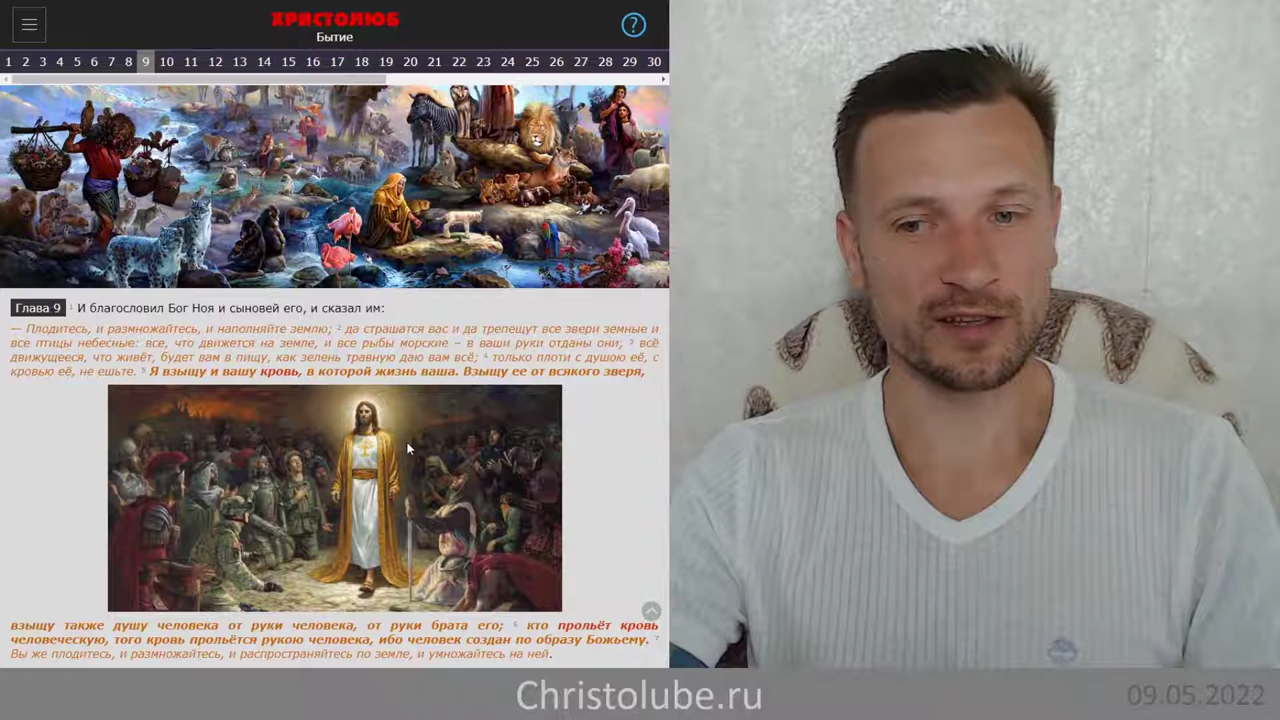 ХРИСТОЛЮБ
Бытие
1 2 3 4 5 6 7 8 9 10 11 12 13 14 15 16 17 18 19 20 21 22 23 24 25 26 27 28 29 30
Глава 9 1 И благословил Бог Ноя и сыновей его, и сказал им:
— Плодитесь, и размножайтесь, и наполняйте землю; 2 да страшатся вас и да трепещут все звери земные и
все птицы небесные: все, что движется на земле, и все рыбы морские – в ваши руки отданы они; 3 всё
движущееся, что живёт, будет вам в пищу, как зелень травную даю вам всё; 4 только плоти с душою её, с
кровью её, не ешьте. 5 Я взыщу и вашу кровь, в которой жизнь ваша. Взыщу ее от всякого зверя,
взыщу также душу человека от руки человека, от руки брата его; 6 кто прольёт кровь
человеческую, того кровь прольётся рукою человека, ибо человек создан по образу Божьему. 7
Вы же плодитесь, и размножайтесь, и распространяйтесь по земле, и умножайтесь на ней.
Christolube.ru
09.05.2022